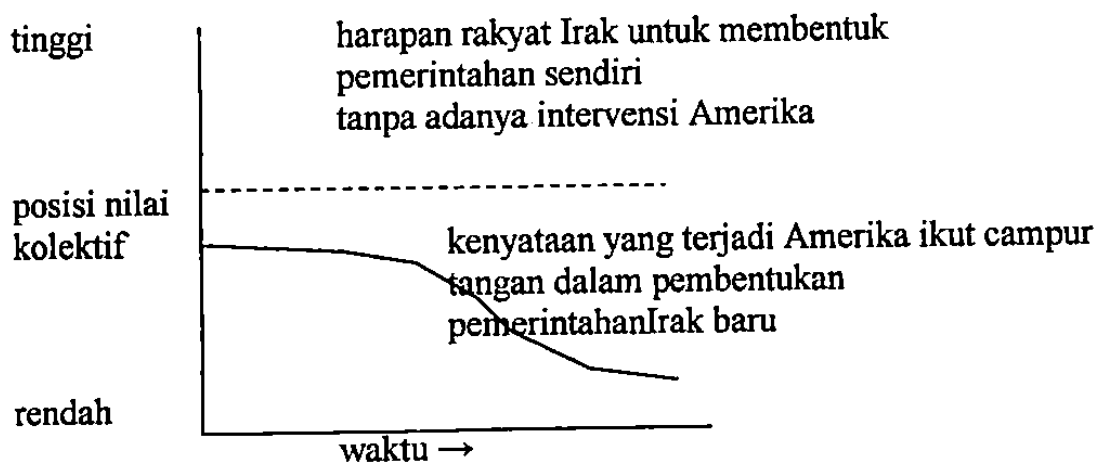 tinggi
harapan rakyat Irak untuk membentuk
pemerintahan sendiri
tanpa adanya intervensi Amerika
posisi nilai
kolektif
kenyataan yang terjadi Amerika ikut campur
tangan dalam pembentukan
pemerintahanIrak baru
rendah
waktu →